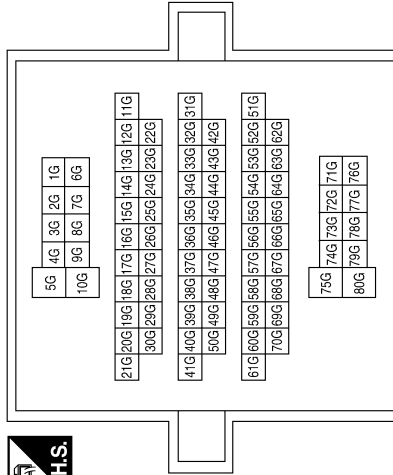 H.S.
5G 4G 3G 2G 1G
10G 9G 8G 7G 6G
21G 20G 19G 18G 17G 16G 15G 14G 13G 12G 11G
30G 29G 28G 27G 26G 25G 24G 23G 22G
41G 40G 39G 38G 37G 36G 35G 34G 33G 32G 31G
50G 49G 48G 47G 46G 45G 44G 43G 42G
61G 60G 59G 58G 57G 56G 55G 54G 53G 52G 51G
70G 69G 68G 67G 66G 65G 64G 63G 62G
75G 74G 73G 72G 71G
80G 79G 78G 77G 76G